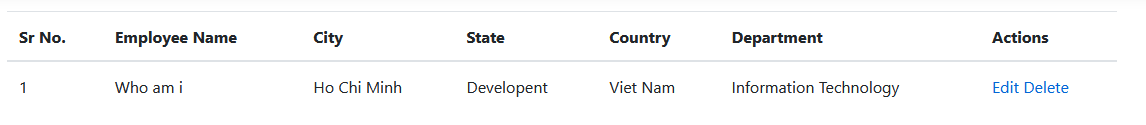 Sr No. Employee Name City State Country Department Actions
1 Who am i Ho Chi Minh Developent Viet Nam Information Technology Edit Delete